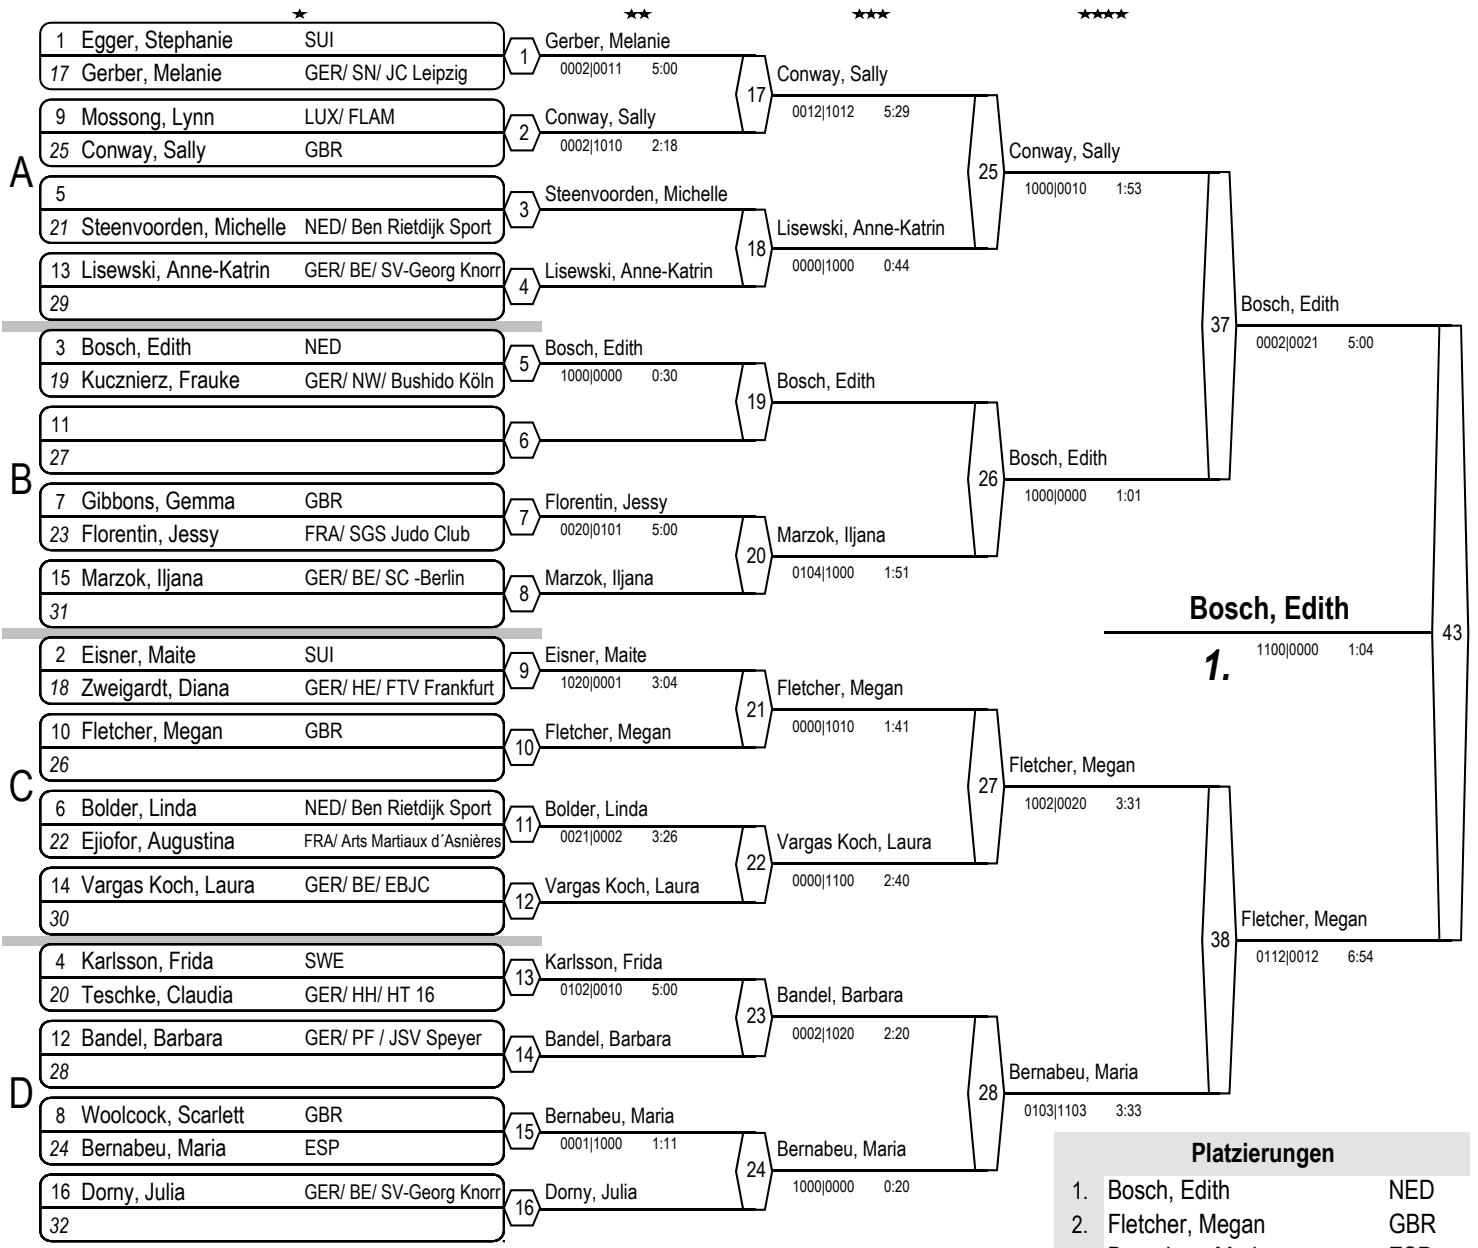 1 Egger, Stephanie SUI
17 Gerber, Melanie GER/ SN/ JC Leipzig
9 Mossong, Lynn LUX/ FLAM
25 Conway, Sally GBR
A
5
21 Steenvoorden, Michelle NED/ Ben Rietdijk Sport
13 Lisewski, Anne-Katrin GER/ BE/ SV-Georg Knorr
29
3 Bosch, Edith NED
19 Kucznierz, Frauke GER/ NW/ Bushido Köln
11
27
B
7 Gibbons, Gemma GBR
23 Florentin, Jessy FRA/ SGS Judo Club
15 Marzok, Iljana GER/ BE/ SC -Berlin
31
2 Eisner, Maite SUI
18 Zweigardt, Diana GER/ HE/ FTV Frankfurt
10 Fletcher, Megan GBR
26
C
6 Bolder, Linda NED/ Ben Rietdijk Sport
22 Ejiofor, Augustina FRA/ Arts Martiaux d´Asnières
14 Vargas Koch, Laura GER/ BE/ EBJC
30
4 Karlsson, Frida SWE
20 Teschke, Claudia GER/ HH/ HT 16
12 Bandel, Barbara GER/ PF / JSV Speyer
28
D
8 Woolcock, Scarlett GBR
24 Bernabeu, Maria ESP
16 Dorny, Julia GER/ BE/ SV-Georg Knorr
32
1 Gerber, Melanie
0002|0011 5:00
2 Conway, Sally
0002|1010 2:18
3 Steenvoorden, Michelle
4 Lisewski, Anne-Katrin
5 Bosch, Edith
1000|0000 0:30
6
7 Florentin, Jessy
0020|0101 5:00
8 Marzok, Iljana
9 Eisner, Maite
1020|0001 3:04
10 Fletcher, Megan
11 Bolder, Linda
0021|0002 3:26
12 Vargas Koch, Laura
13 Karlsson, Frida
0102|0010 5:00
14 Bandel, Barbara
15 Bernabeu, Maria
0001|1000 1:11
16 Dorny, Julia
17 Conway, Sally
0012|1012 5:29
18 Lisewski, Anne-Katrin
0000|1000 0:44
19 Bosch, Edith
20 Marzok, Iljana
0104|1000 1:51
21 Fletcher, Megan
0000|1010 1:41
22 Vargas Koch, Laura
0000|1100 2:40
23 Bandel, Barbara
0002|1020 2:20
24 Bernabeu, Maria
1000|0000 0:20
25 Conway, Sally
1000|0010 1:53
26 Bosch, Edith
1000|0000 1:01
27 Fletcher, Megan
1002|0020 3:31
28 Bernabeu, Maria
0103|1103 3:33
37 Bosch, Edith
0002|0021 5:00
38 Fletcher, Megan
0112|0012 6:54
43 Bosch, Edith
1. 1100|0000 1:04
Platzierungen
1. Bosch, Edith NED
2. Fletcher, Megan GBR